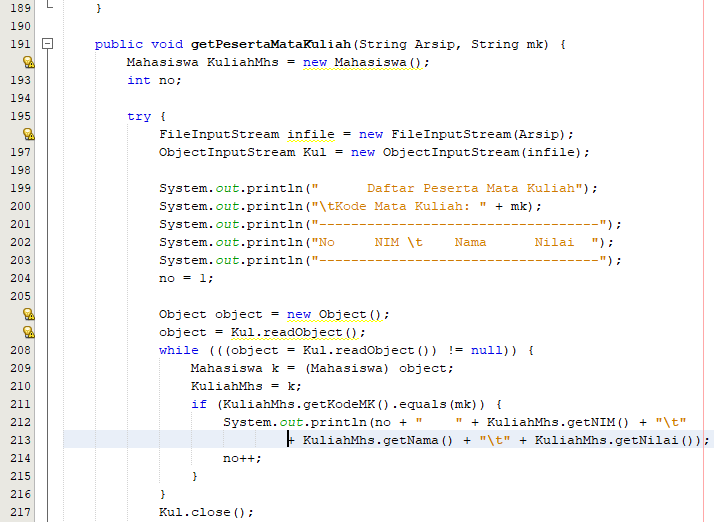 189 }
190
191 public void getPesertaMataKuliah(String Arsip, String mk) {
Mahasiswa KuliahMhs = new Mahasiswa();
193 int no;
194
195 try {
FileInputStream infile = new FileInputStream(Arsip);
197 ObjectInputStream Kul = new ObjectInputStream(infile);
198
199 System.out.println("      Daftar Peserta Mata Kuliah");
200 System.out.println("\tKode Mata Kuliah: " + mk);
201 System.out.println("-----------------------------------");
202 System.out.println("No     NIM \t    Nama      Nilai  ");
203 System.out.println("-----------------------------------");
204 no = 1;
205
Object object = new Object();
object = Kul.readObject();
208 while (((object = Kul.readObject()) != null)) {
209 Mahasiswa k = (Mahasiswa) object;
210 KuliahMhs = k;
211 if (KuliahMhs.getKodeMK().equals(mk)) {
212 System.out.println(no + "    " + KuliahMhs.getNIM() + "\t"
213 + KuliahMhs.getNama() + "\t" + KuliahMhs.getNilai());
214 no++;
215 }
216 }
217 Kul.close();